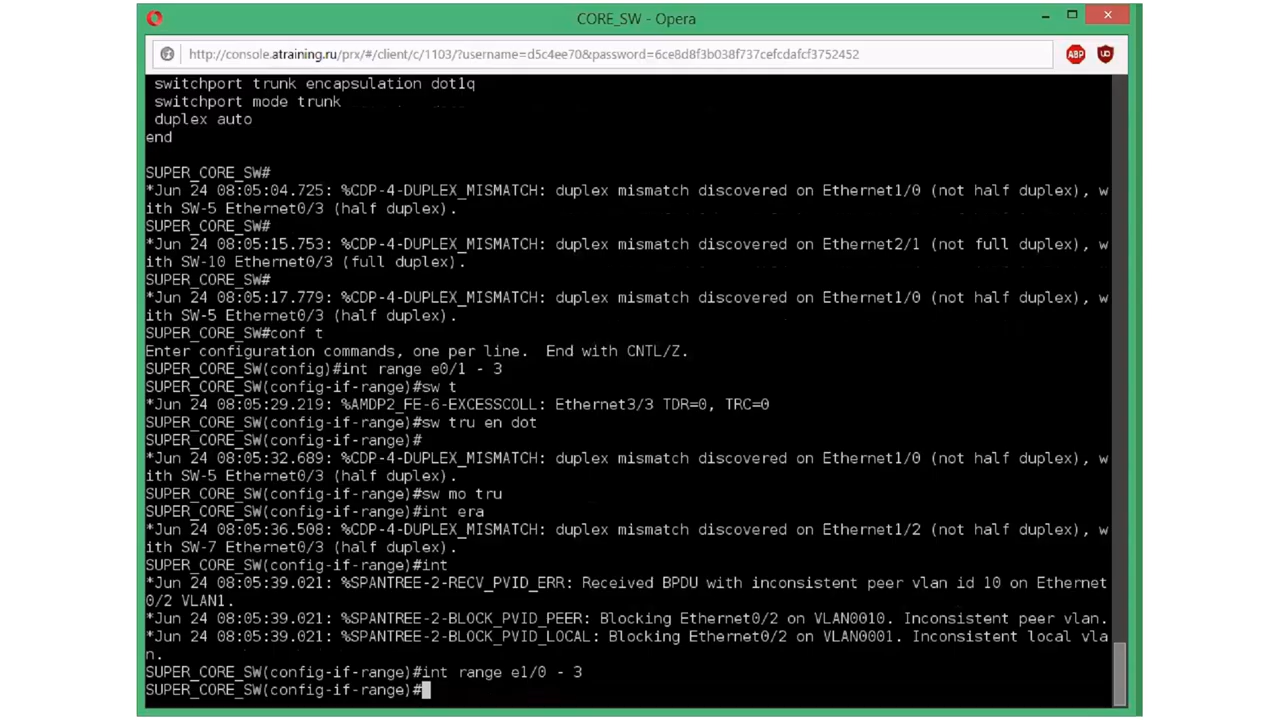 CORE_SW - Opera
http://console.atraining.ru/prx/#/client/c/1103/?username=d5c4ee70&password=6ce8d8f3b038f737cefcdafcf3752452
ABP
switchport trunk encapsulation dot1q
switchport mode trunk
duplex auto
end
SUPER_CORE_SW#
*Jun 24 08:05:04.725: %CDP-4-DUPLEX_MISMATCH: duplex mismatch discovered on Ethernet1/0 (not half duplex), w
ith SW-5 Ethernet0/3 (half duplex).
SUPER_CORE_SW#
*Jun 24 08:05:15.753: %CDP-4-DUPLEX_MISMATCH: duplex mismatch discovered on Ethernet2/1 (not full duplex), w
ith SW-10 Ethernet0/3 (full duplex).
SUPER_CORE_SW#
*Jun 24 08:05:17.779: %CDP-4-DUPLEX_MISMATCH: duplex mismatch discovered on Ethernet1/0 (not half duplex), w
ith SW-5 Ethernet0/3 (half duplex).
SUPER_CORE_SW#conf t
Enter configuration commands, one per line.  End with CNTL/Z.
SUPER_CORE_SW(config)#int range e0/1 - 3
SUPER_CORE_SW(config-if-range)#sw t
*Jun 24 08:05:29.219: %AMDP2_FE-6-EXCESSCOLL: Ethernet3/3 TDR=0, TRC=0
SUPER_CORE_SW(config-if-range)#sw tru en dot
SUPER_CORE_SW(config-if-range)#
*Jun 24 08:05:32.689: %CDP-4-DUPLEX_MISMATCH: duplex mismatch discovered on Ethernet1/0 (not half duplex), w
ith SW-5 Ethernet0/3 (half duplex).
SUPER_CORE_SW(config-if-range)#sw mo tru
SUPER_CORE_SW(config-if-range)#int era
*Jun 24 08:05:36.508: %CDP-4-DUPLEX_MISMATCH: duplex mismatch discovered on Ethernet1/2 (not half duplex), w
ith SW-7 Ethernet0/3 (half duplex).
SUPER_CORE_SW(config-if-range)#int
*Jun 24 08:05:39.021: %SPANTREE-2-RECV_PVID_ERR: Received BPDU with inconsistent peer vlan id 10 on Ethernet
0/2 VLAN1.
*Jun 24 08:05:39.021: %SPANTREE-2-BLOCK_PVID_PEER: Blocking Ethernet0/2 on VLAN0010. Inconsistent peer vlan.
*Jun 24 08:05:39.021: %SPANTREE-2-BLOCK_PVID_LOCAL: Blocking Ethernet0/2 on VLAN0001. Inconsistent local vla
n.
SUPER_CORE_SW(config-if-range)#int range e1/0 - 3
SUPER_CORE_SW(config-if-range)#